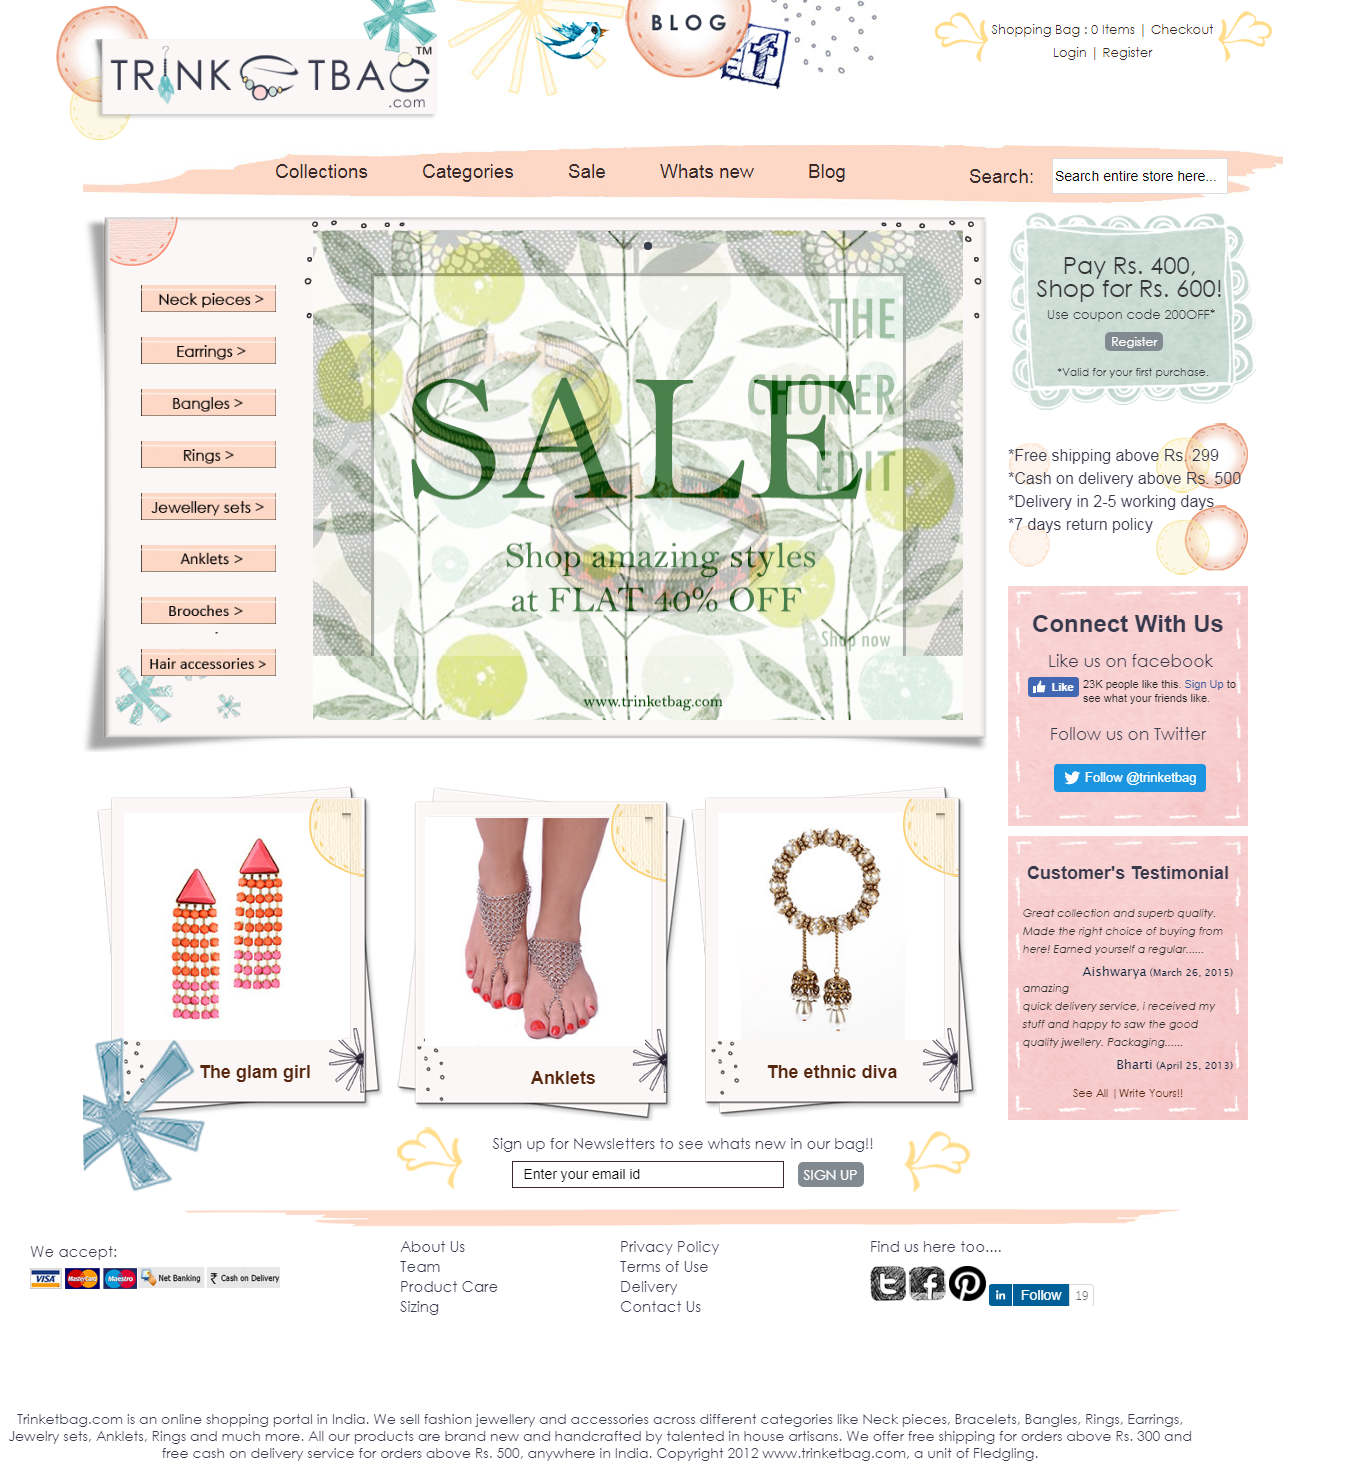 BLOG
TRINKETBAG TM
.com
Shopping Bag : 0 Items | Checkout
Login | Register
Collections
Categories
Sale
Whats new
Blog
Search:
Search entire store here...
Neck pieces >
Earrings >
Bangles >
Rings >
Jewellery sets >
Anklets >
Brooches >
Hair accessories >
THE
CHOKER
EDIT
SALE
Shop amazing styles
at FLAT 40% OFF
Shop now
www.trinketbag.com
Pay Rs. 400,
Shop for Rs. 600!
Use coupon code 200OFF*
Register
*Valid for your first purchase.
*Free shipping above Rs. 299
*Cash on delivery above Rs. 500
*Delivery in 2-5 working days
*7 days return policy
Connect With Us
Like us on facebook
Like
23K people like this. Sign Up to
see what your friends like.
Follow us on Twitter
Follow @trinketbag
Customer's Testimonial
Great collection and superb quality.
Made the right choice of buying from
here! Earned yourself a regular......
Aishwarya (March 26, 2015)
amazing
quick delivery service, i received my
stuff and happy to saw the good
quality jwellery. Packaging......
Bharti (April 25, 2013)
See All |Write Yours!!
The glam girl
Anklets
The ethnic diva
Sign up for Newsletters to see whats new in our bag!!
Enter your email id
SIGN UP
We accept:
VISA MasterCard Maestro Net Banking ₹ Cash on Delivery
About Us
Team
Product Care
Sizing
Privacy Policy
Terms of Use
Delivery
Contact Us
Find us here too....
in Follow 19
Trinketbag.com is an online shopping portal in India. We sell fashion jewellery and accessories across different categories like Neck pieces, Bracelets, Bangles, Rings, Earrings,
Jewelry sets, Anklets, Rings and much more. All our products are brand new and handcrafted by talented in house artisans. We offer free shipping for orders above Rs. 300 and
free cash on delivery service for orders above Rs. 500, anywhere in India. Copyright 2012 www.trinketbag.com, a unit of Fledgling.